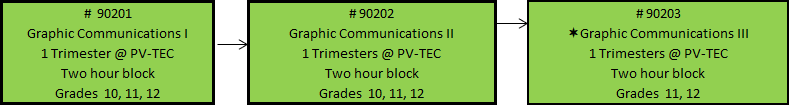 # 90201
Graphic Communications I
1 Trimester @ PV-TEC
Two hour block
Grades 10, 11, 12
# 90202
Graphic Communications II
1 Trimesters @ PV-TEC
Two hour block
Grades 10, 11, 12
# 90203
✶Graphic Communications III
1 Trimesters @ PV-TEC
Two hour block
Grades 11, 12